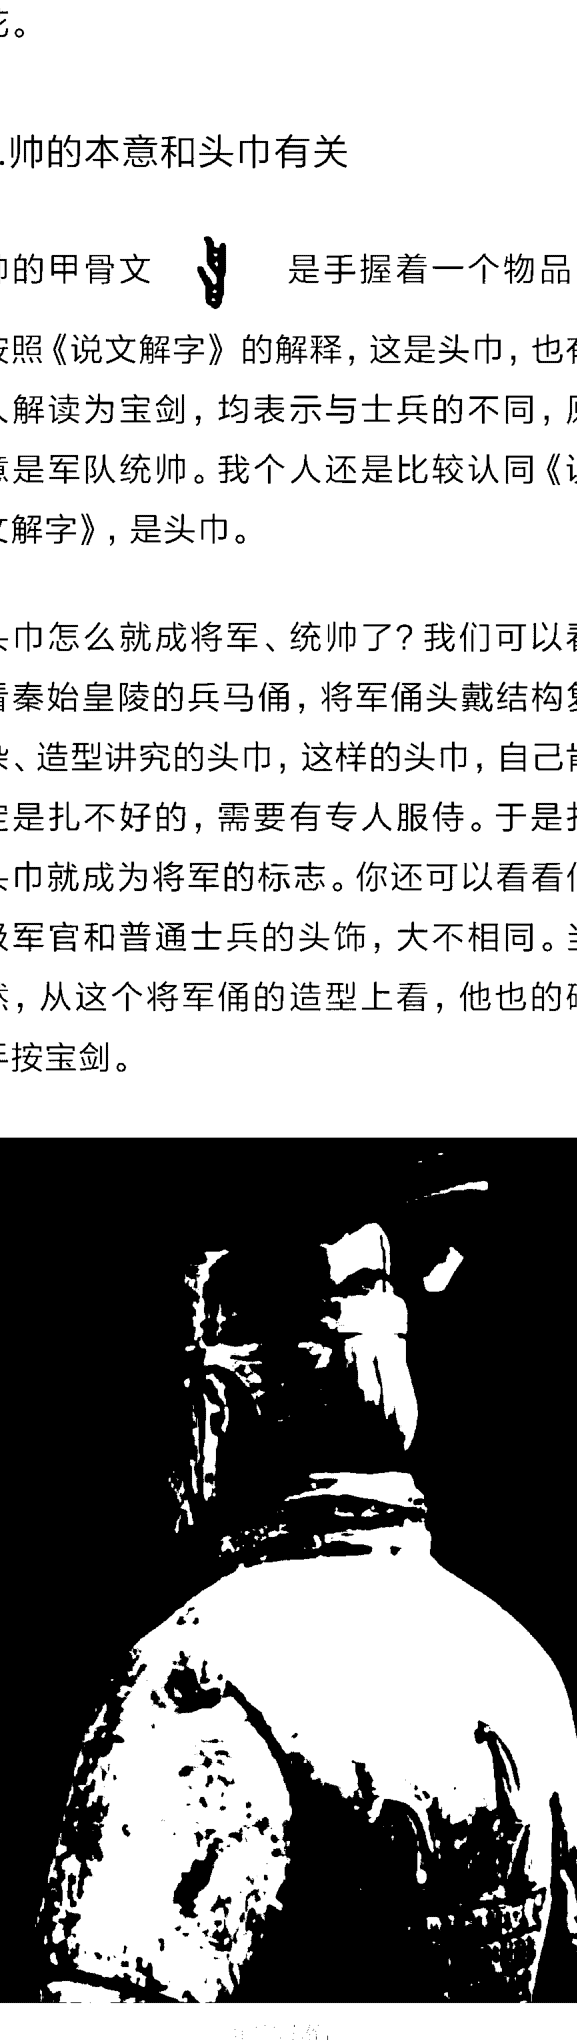 。
.帅的本意和头巾有关
的甲骨文 是手握着一个物品
照《说文解字》的解释，这是头巾，也
解读为宝剑，均表示与士兵的不同，
是军队统帅。我个人还是比较认同《
解字》，是头巾。
巾怎么就成将军、统帅了？我们可以
秦始皇陵的兵马俑，将军俑头戴结构
、造型讲究的头巾，这样的头巾，自己
是扎不好的，需要有专人服侍。于是
巾就成为将军的标志。你还可以看看
军官和普通士兵的头饰，大不相同。
，从这个将军俑的造型上看，他也的
按宝剑。